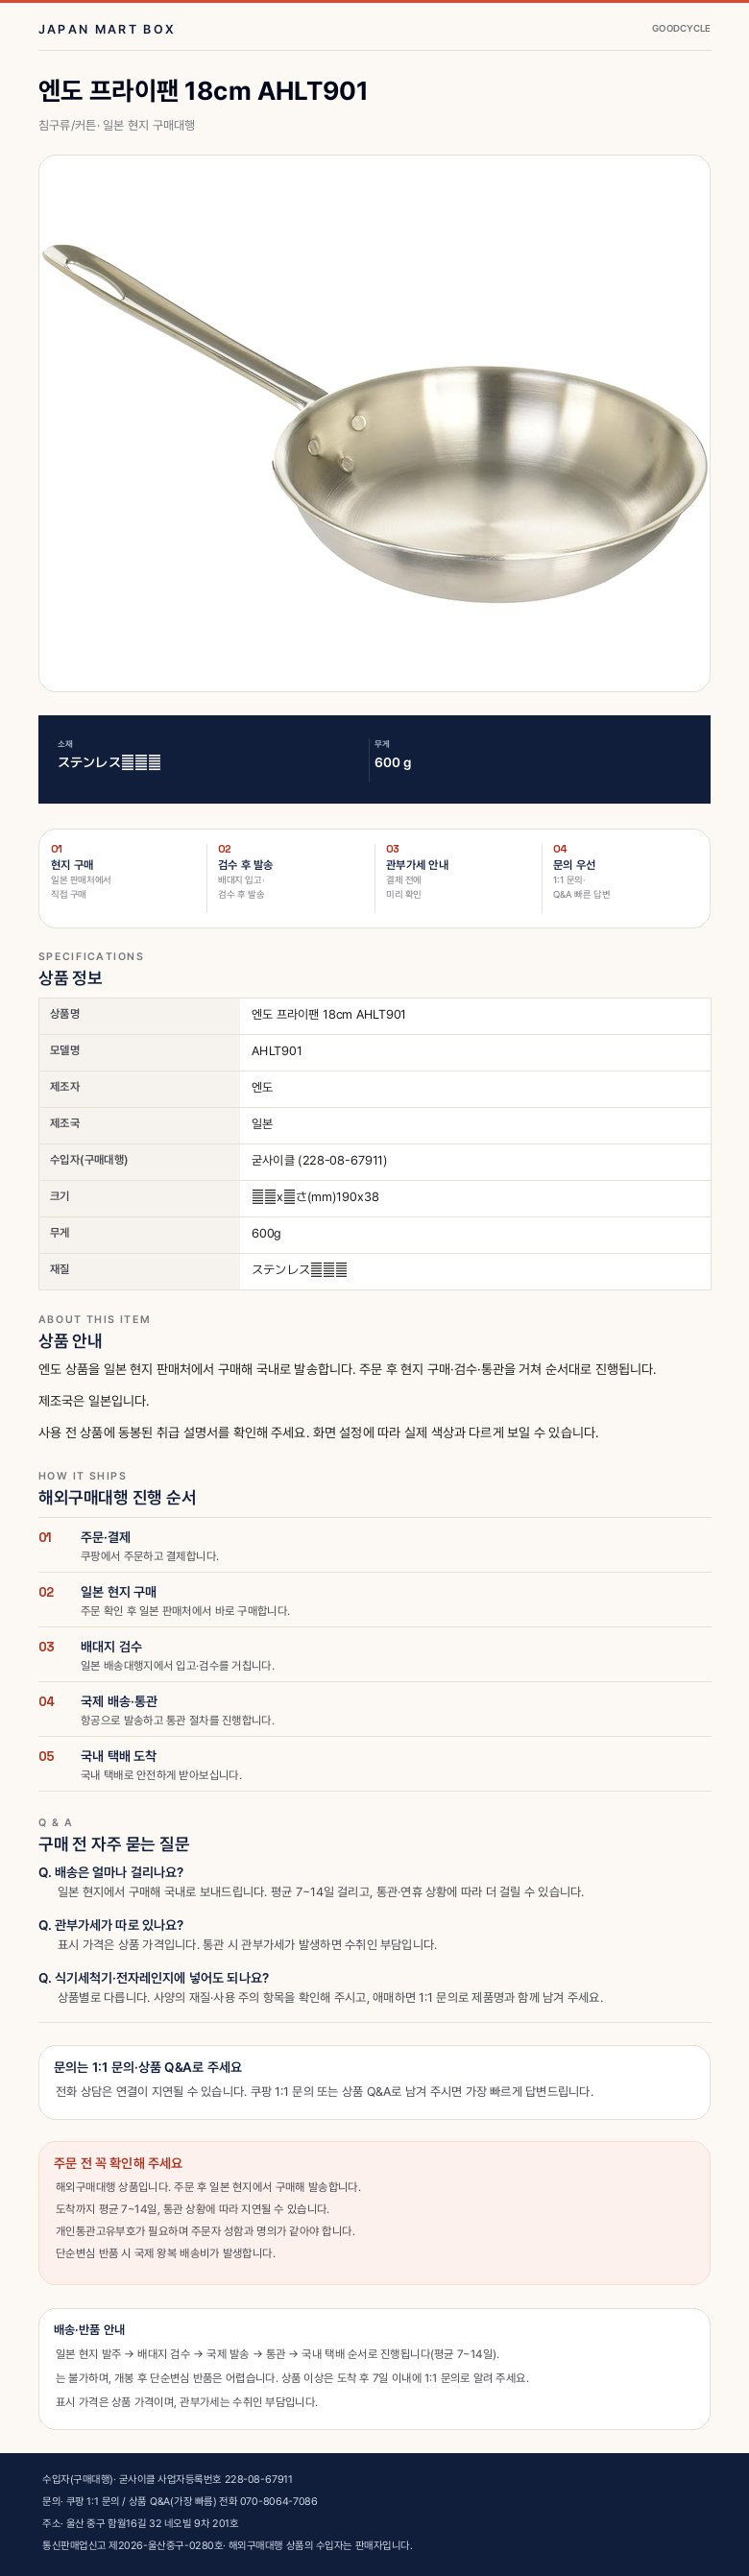 JAPAN MART BOX
GOODCYCLE
엔도 프라이팬 18cm AHLT901
침구류/커튼· 일본 현지 구매대행
소재
ステンレス
무게
600 g
01
현지 구매
일본 판매처에서
직접 구매
02
검수 후 발송
배대지 입고·
검수 후 발송
03
관부가세 안내
결제 전에
미리 확인
04
문의 우선
1:1 문의·
Q&A 빠른 답변
SPECIFICATIONS
상품 정보
상품명 엔도 프라이팬 18cm AHLT901
모델명 AHLT901
제조자 엔도
제조국 일본
수입자(구매대행) 굳사이클 (228-08-67911)
크기 x さ(mm)190x38
무게 600g
재질 ステンレス
ABOUT THIS ITEM
상품 안내
엔도 상품을 일본 현지 판매처에서 구매해 국내로 발송합니다. 주문 후 현지 구매·검수·통관을 거쳐 순서대로 진행됩니다.
제조국은 일본입니다.
사용 전 상품에 동봉된 취급 설명서를 확인해 주세요. 화면 설정에 따라 실제 색상과 다르게 보일 수 있습니다.
HOW IT SHIPS
해외구매대행 진행 순서
01 주문·결제
쿠팡에서 주문하고 결제합니다.
02 일본 현지 구매
주문 확인 후 일본 판매처에서 바로 구매합니다.
03 배대지 검수
일본 배송대행지에서 입고·검수를 거칩니다.
04 국제 배송·통관
항공으로 발송하고 통관 절차를 진행합니다.
05 국내 택배 도착
국내 택배로 안전하게 받아보십니다.
Q & A
구매 전 자주 묻는 질문
Q. 배송은 얼마나 걸리나요?
일본 현지에서 구매해 국내로 보내드립니다. 평균 7~14일 걸리고, 통관·연휴 상황에 따라 더 걸릴 수 있습니다.
Q. 관부가세가 따로 있나요?
표시 가격은 상품 가격입니다. 통관 시 관부가세가 발생하면 수취인 부담입니다.
Q. 식기세척기·전자레인지에 넣어도 되나요?
상품별로 다릅니다. 사양의 재질·사용 주의 항목을 확인해 주시고, 애매하면 1:1 문의로 제품명과 함께 남겨 주세요.
문의는 1:1 문의·상품 Q&A로 주세요
전화 상담은 연결이 지연될 수 있습니다. 쿠팡 1:1 문의 또는 상품 Q&A로 남겨 주시면 가장 빠르게 답변드립니다.
주문 전 꼭 확인해 주세요
해외구매대행 상품입니다. 주문 후 일본 현지에서 구매해 발송합니다.
도착까지 평균 7~14일, 통관 상황에 따라 지연될 수 있습니다.
개인통관고유부호가 필요하며 주문자 성함과 명의가 같아야 합니다.
단순변심 반품 시 국제 왕복 배송비가 발생합니다.
배송·반품 안내
일본 현지 발주 → 배대지 검수 → 국제 발송 → 통관 → 국내 택배 순서로 진행됩니다(평균 7~14일).
는 불가하며, 개봉 후 단순변심 반품은 어렵습니다. 상품 이상은 도착 후 7일 이내에 1:1 문의로 알려 주세요.
표시 가격은 상품 가격이며, 관부가세는 수취인 부담입니다.
수입자(구매대행)· 굳사이클 사업자등록번호 228-08-67911
문의· 쿠팡 1:1 문의 / 상품 Q&A(가장 빠름) 전화 070-8064-7086
주소· 울산 중구 함월16길 32 네오빌 9차 201호
통신판매업신고 제2026-울산중구-0280호· 해외구매대행 상품의 수입자는 판매자입니다.